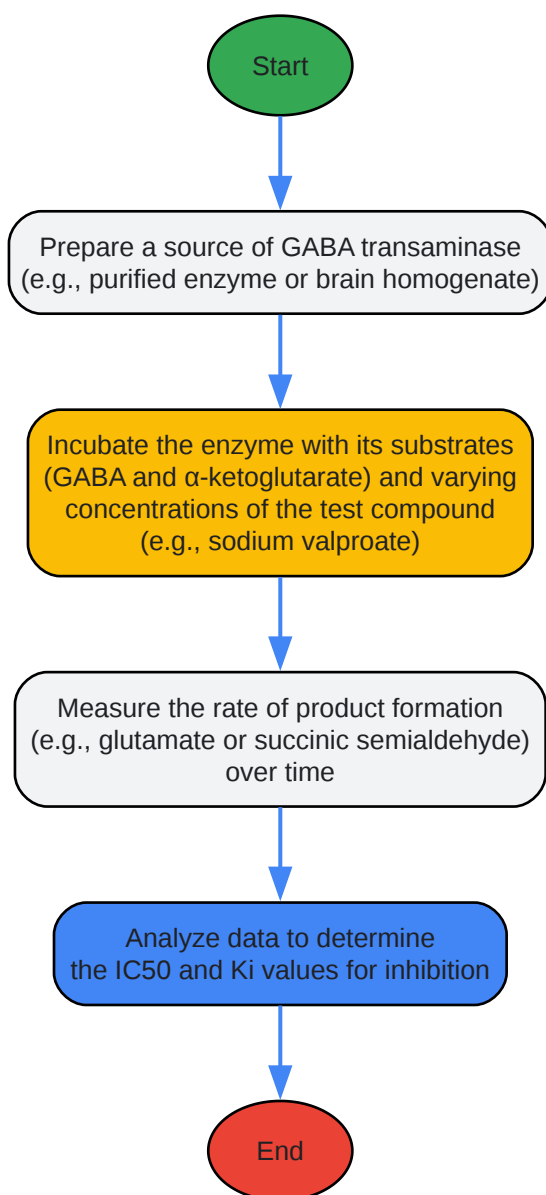 Start
Prepare a source of GABA transaminase
(e.g., purified enzyme or brain homogenate)
Incubate the enzyme with its substrates
(GABA and α-ketoglutarate) and varying
concentrations of the test compound
(e.g., sodium valproate)
Measure the rate of product formation
(e.g., glutamate or succinic semialdehyde)
over time
Analyze data to determine
the IC50 and Ki values for inhibition
End